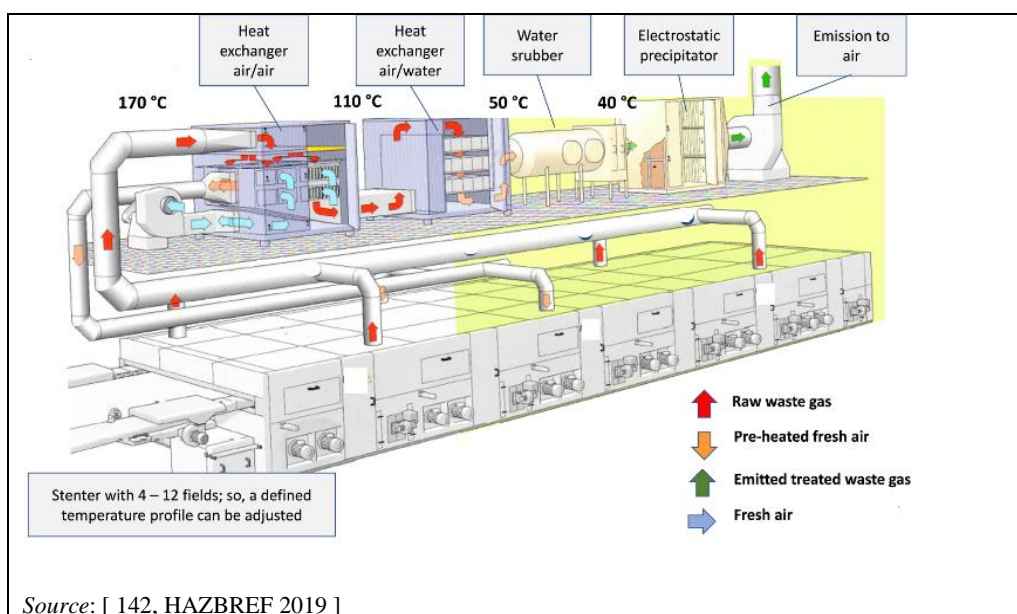 Heat
exchanger
air/air
Heat
exchanger
air/water
Water
srubber
Electrostatic
precipitator
Emission to
air
170 °C
110 °C
50 °C
40 °C
Raw waste gas
Pre-heated fresh air
Emitted treated waste gas
Fresh air
Stenter with 4 – 12 fields; so, a defined
temperature profile can be adjusted
Source: [ 142, HAZBREF 2019 ]